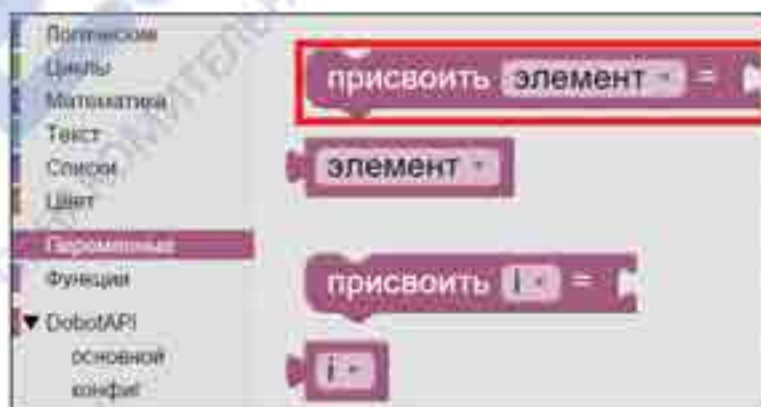 Логические
Циклы
Математика
Текст
Списки
Цвет
Переменные
Функции
DobotAPI
основной
конфиг
присвоить элемент =
элемент
присвоить i =
i